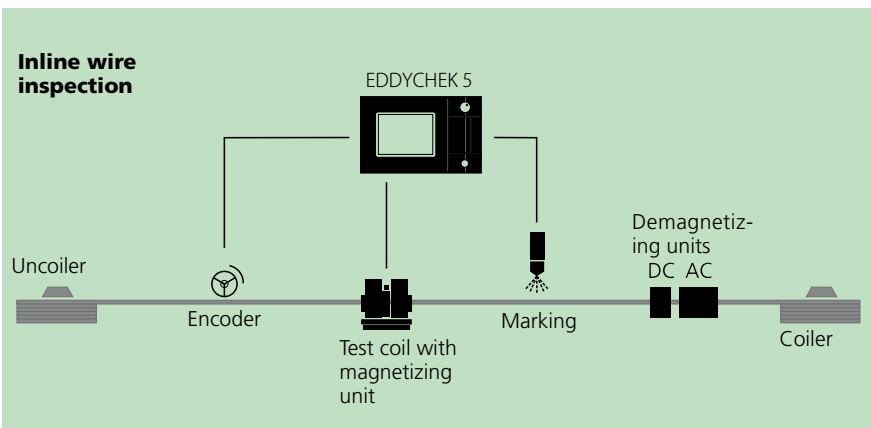 Inline wire
inspection
EDDYCHEK 5
Demagnetiz-
ing units
DC AC
Uncoiler
Encoder
Marking
Coiler
Test coil with
magnetizing
unit